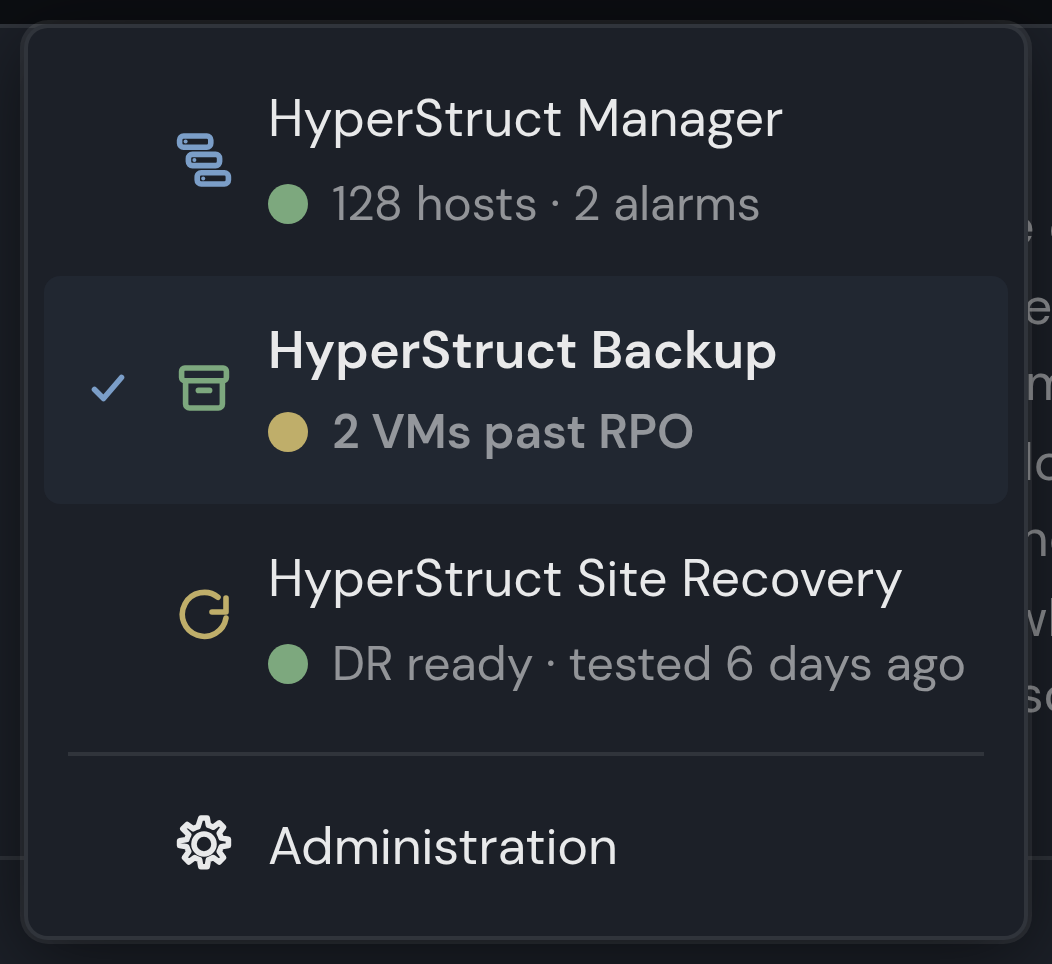 HyperStruct Manager
128 hosts · 2 alarms
HyperStruct Backup
2 VMs past RPO
HyperStruct Site Recovery
DR ready · tested 6 days ago
Administration